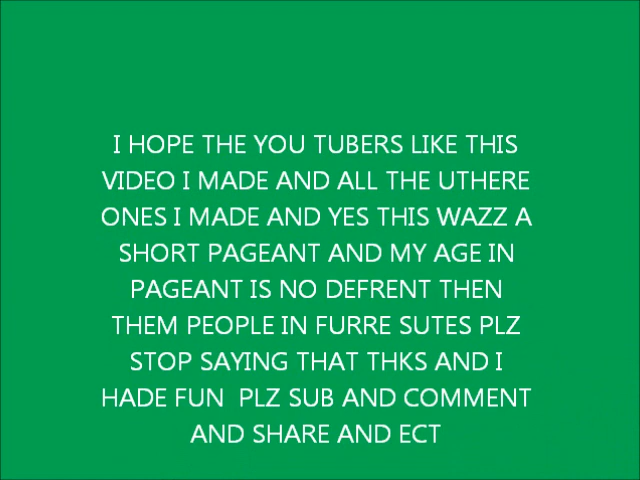 I HOPE THE YOU TUBERS LIKE THIS
VIDEO I MADE AND ALL THE UTHERE
ONES I MADE AND YES THIS WAZZ A
SHORT PAGEANT AND MY AGE IN
PAGEANT IS NO DEFRENT THEN
THEM PEOPLE IN FURRE SUTES PLZ
STOP SAYING THAT THKS AND I
HADE FUN  PLZ SUB AND COMMENT
AND SHARE AND ECT